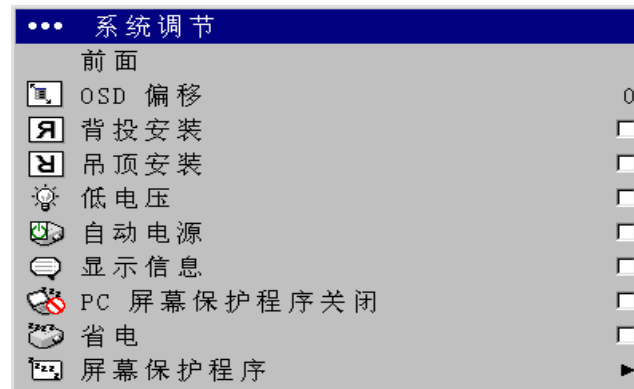 ••• 系统调节
前面
OSD 偏移 0
背投安装
吊顶安装
低电压
自动电源
显示信息
PC 屏幕保护程序关闭
省电
屏幕保护程序